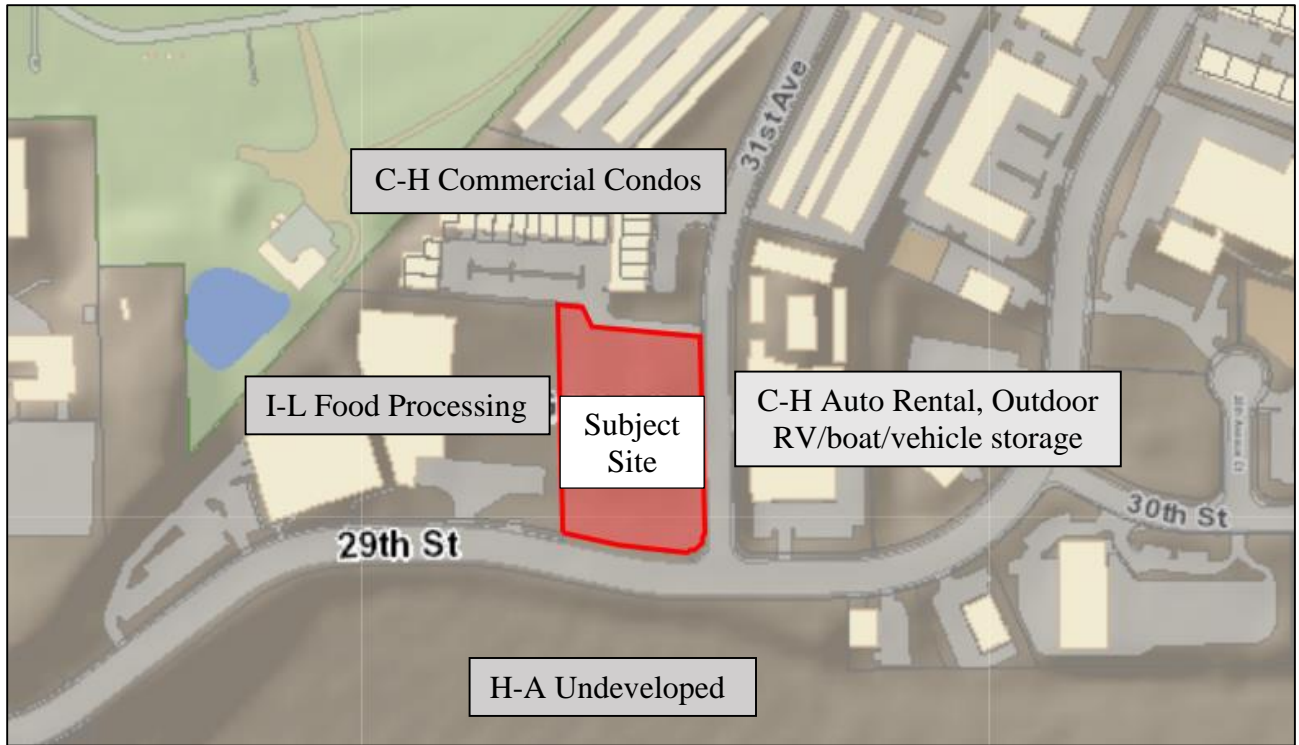 31st Ave
C-H Commercial Condos
I-L Food Processing
Subject
Site
C-H Auto Rental, Outdoor
RV/boat/vehicle storage
30th St
29th St
H-A Undeveloped